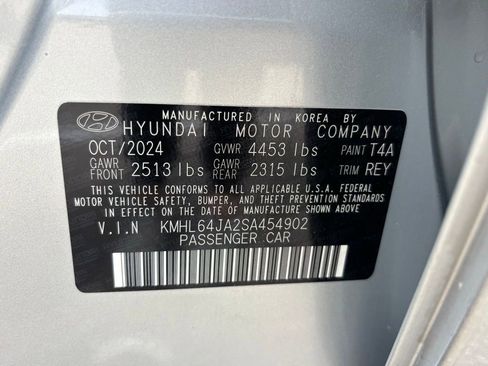 MANUFACTURED IN KOREA BY
HYUNDAI MOTOR COMPANY
OCT/2024 GVWR 4453 lbs PAINT T4A
GAWR FRONT 2513 lbs GAWR REAR 2315 lbs TRIM REY
THIS VEHICLE CONFORMS TO ALL APPLICABLE U.S.A. FEDERAL
MOTOR VEHICLE SAFETY, BUMPER, AND THEFT PREVENTION STANDARDS
IN EFFECT ON THE DATE OF MANUFACTURE SHOWN ABOVE.
V.I.N KMHL64JA2SA454902
PASSENGER CAR